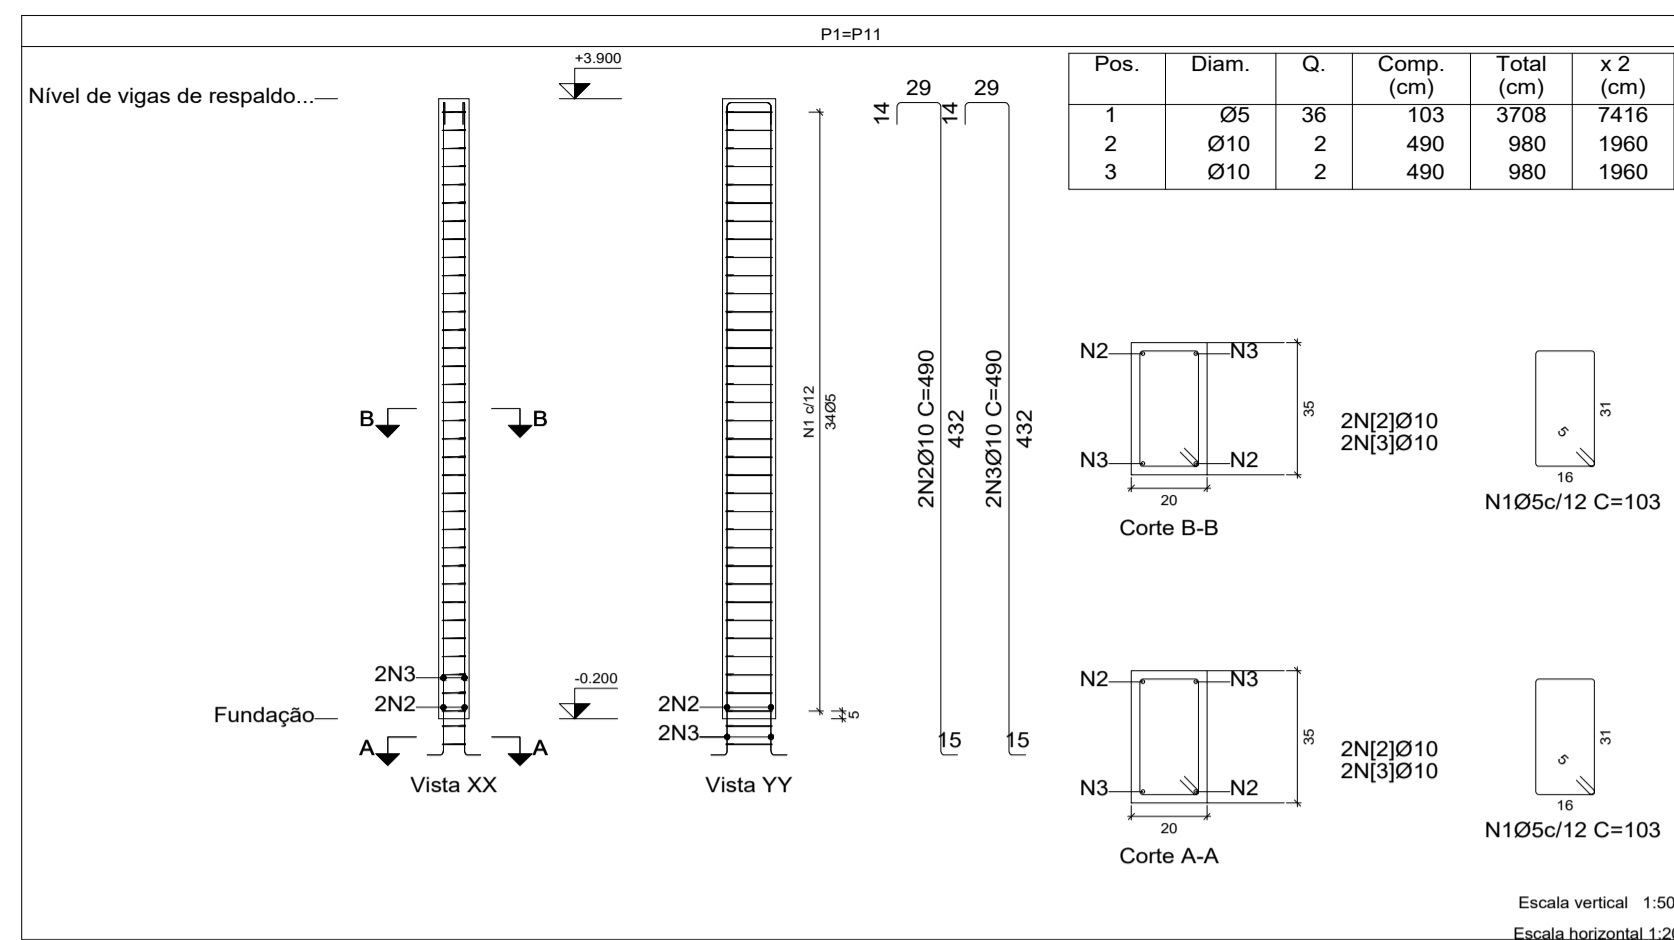 P1=P11
Nível de vigas de respaldo...
+3.900
29
29
14
14
Pos. Diam. Q. Comp. (cm) Total (cm) x 2 (cm)
1 Ø5 36 103 3708 7416
2 Ø10 2 490 980 1960
3 Ø10 2 490 980 1960
B
B
N1 c/12
34Ø5
2N2Ø10 C=490
432
2N3Ø10 C=490
432
N2
N3
N3
N2
35
20
Corte B-B
2N[2]Ø10
2N[3]Ø10
5
31
16
N1Ø5c/12 C=103
2N3
2N2
-0.200
Fundação
2N2
2N3
5
A
A
15
15
Vista XX
Vista YY
N2
N3
N3
N2
35
20
Corte A-A
2N[2]Ø10
2N[3]Ø10
5
31
16
N1Ø5c/12 C=103
Escala vertical 1:50
Escala horizontal 1:20